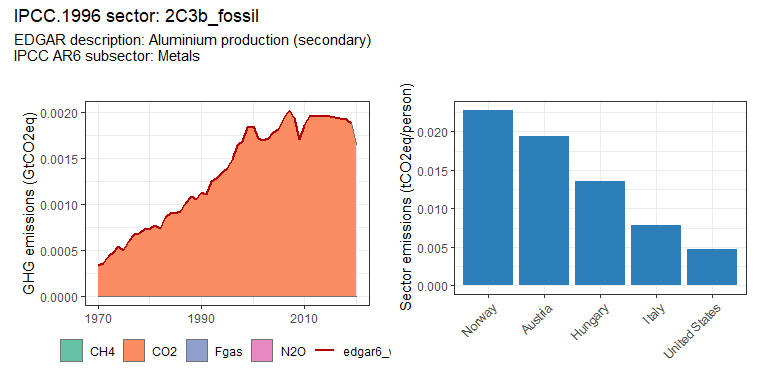 IPCC.1996 sector: 2C3b_fossil
EDGAR description: Aluminium production (secondary)
IPCC AR6 subsector: Metals
GHG emissions (GtCO2eq)
0.0020
0.0015
0.0010
0.0005
0.0000
1970
1990
2010
CH4
CO2
Fgas
N2O
edgar6_
Sector emissions (tCO2eq/person)
0.020
0.015
0.010
0.005
0.000
Norway
Austria
Hungary
Italy
United States